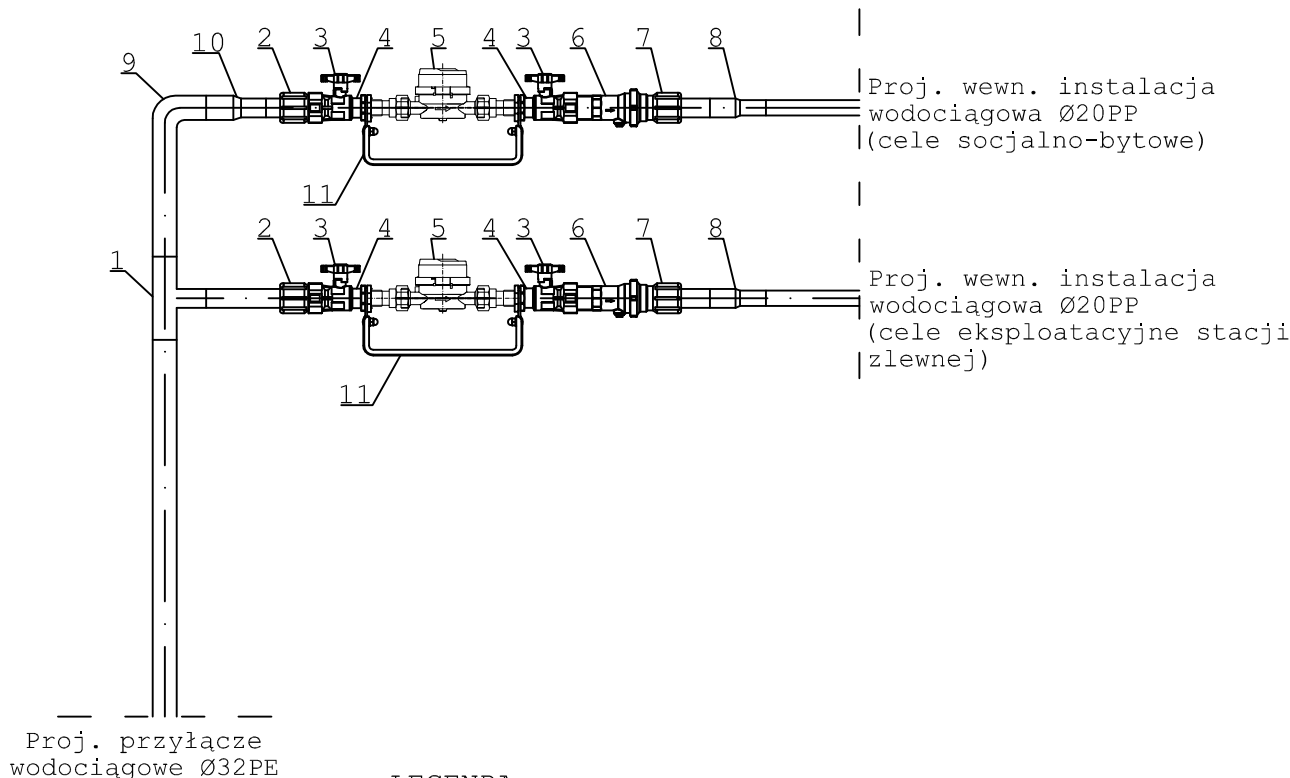 9 10 2 3 4 5 4 3 6 7 8
Proj. wewn. instalacja
wodociągowa Ø20PP
(cele socjalno-bytowe)
11
1 2 3 4 5 4 3 6 7 8
Proj. wewn. instalacja
wodociągowa Ø20PP
(cele eksploatacyjne stacji
zlewnej)
11
Proj. przyłącze
wodociągowe Ø32PE
LEGENDA